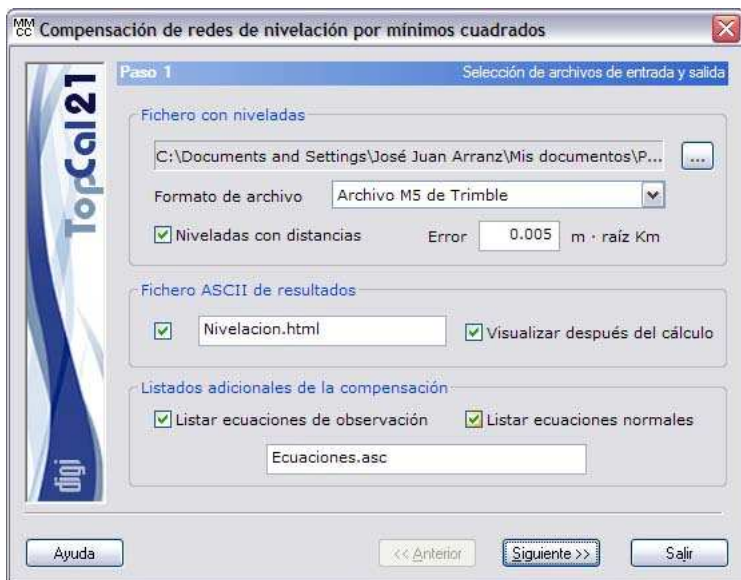 MM
CC
Compensación de redes de nivelación por mínimos cuadrados
TopCal21
digi
Paso 1
Selección de archivos de entrada y salida
Fichero con niveladas
C:\Documents and Settings\José Juan Arranz\Mis documentos\P...
...
Formato de archivo
Archivo M5 de Trimble
Niveladas con distancias
Error
0.005
m · raíz Km
Fichero ASCII de resultados
Nivelacion.html
Visualizar después del cálculo
Listados adicionales de la compensación
Listar ecuaciones de observación
Listar ecuaciones normales
Ecuaciones.asc
Ayuda
<< Anterior
Siguiente >>
Salir